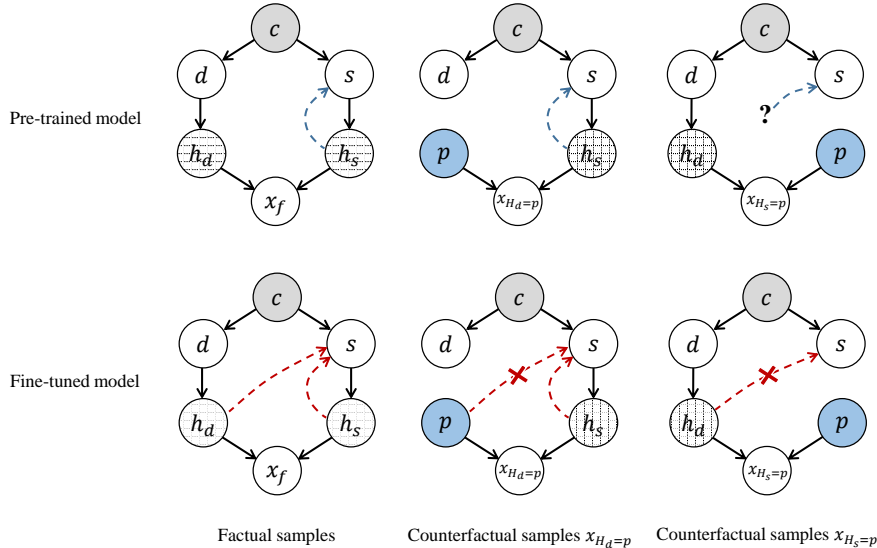 c c c
d s d s d s
?
Pre-trained model
h_d h_s p h_s h_d p
x_f x_{H_d=p} x_{H_s=p}
c c c
d s d s d s
Fine-tuned model
h_d h_s p h_s h_d p
x_f x_{H_d=p} x_{H_s=p}
Factual samples Counterfactual samples x_{H_d=p} Counterfactual samples x_{H_s=p}